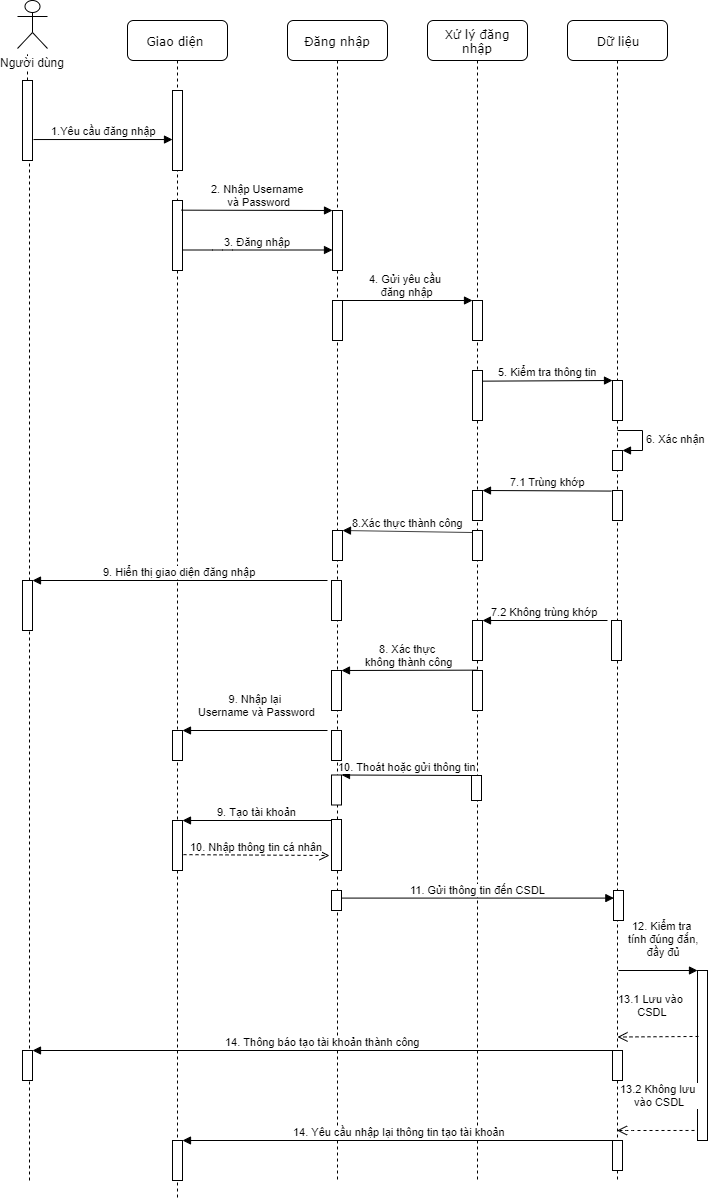 Người dùng
Giao diện
Đăng nhập
Xử lý đăng
nhập
Dữ liệu
1.Yêu cầu đăng nhập
2. Nhập Username
và Password
3. Đăng nhập
4. Gửi yêu cầu
đăng nhập
5. Kiểm tra thông tin
6. Xác nhận
7.1 Trùng khớp
8.Xác thực thành công
9. Hiển thị giao diện đăng nhập
7.2 Không trùng khớp
8. Xác thực
không thành công
9. Nhập lại
Username và Password
10. Thoát hoặc gửi thông tin
9. Tạo tài khoản
10. Nhập thông tin cá nhân
11. Gửi thông tin đến CSDL
12. Kiểm tra
tính đúng đắn,
đầy đủ
13.1 Lưu vào
CSDL
14. Thông báo tạo tài khoản thành công
13.2 Không lưu
vào CSDL
14. Yêu cầu nhập lại thông tin tạo tài khoản